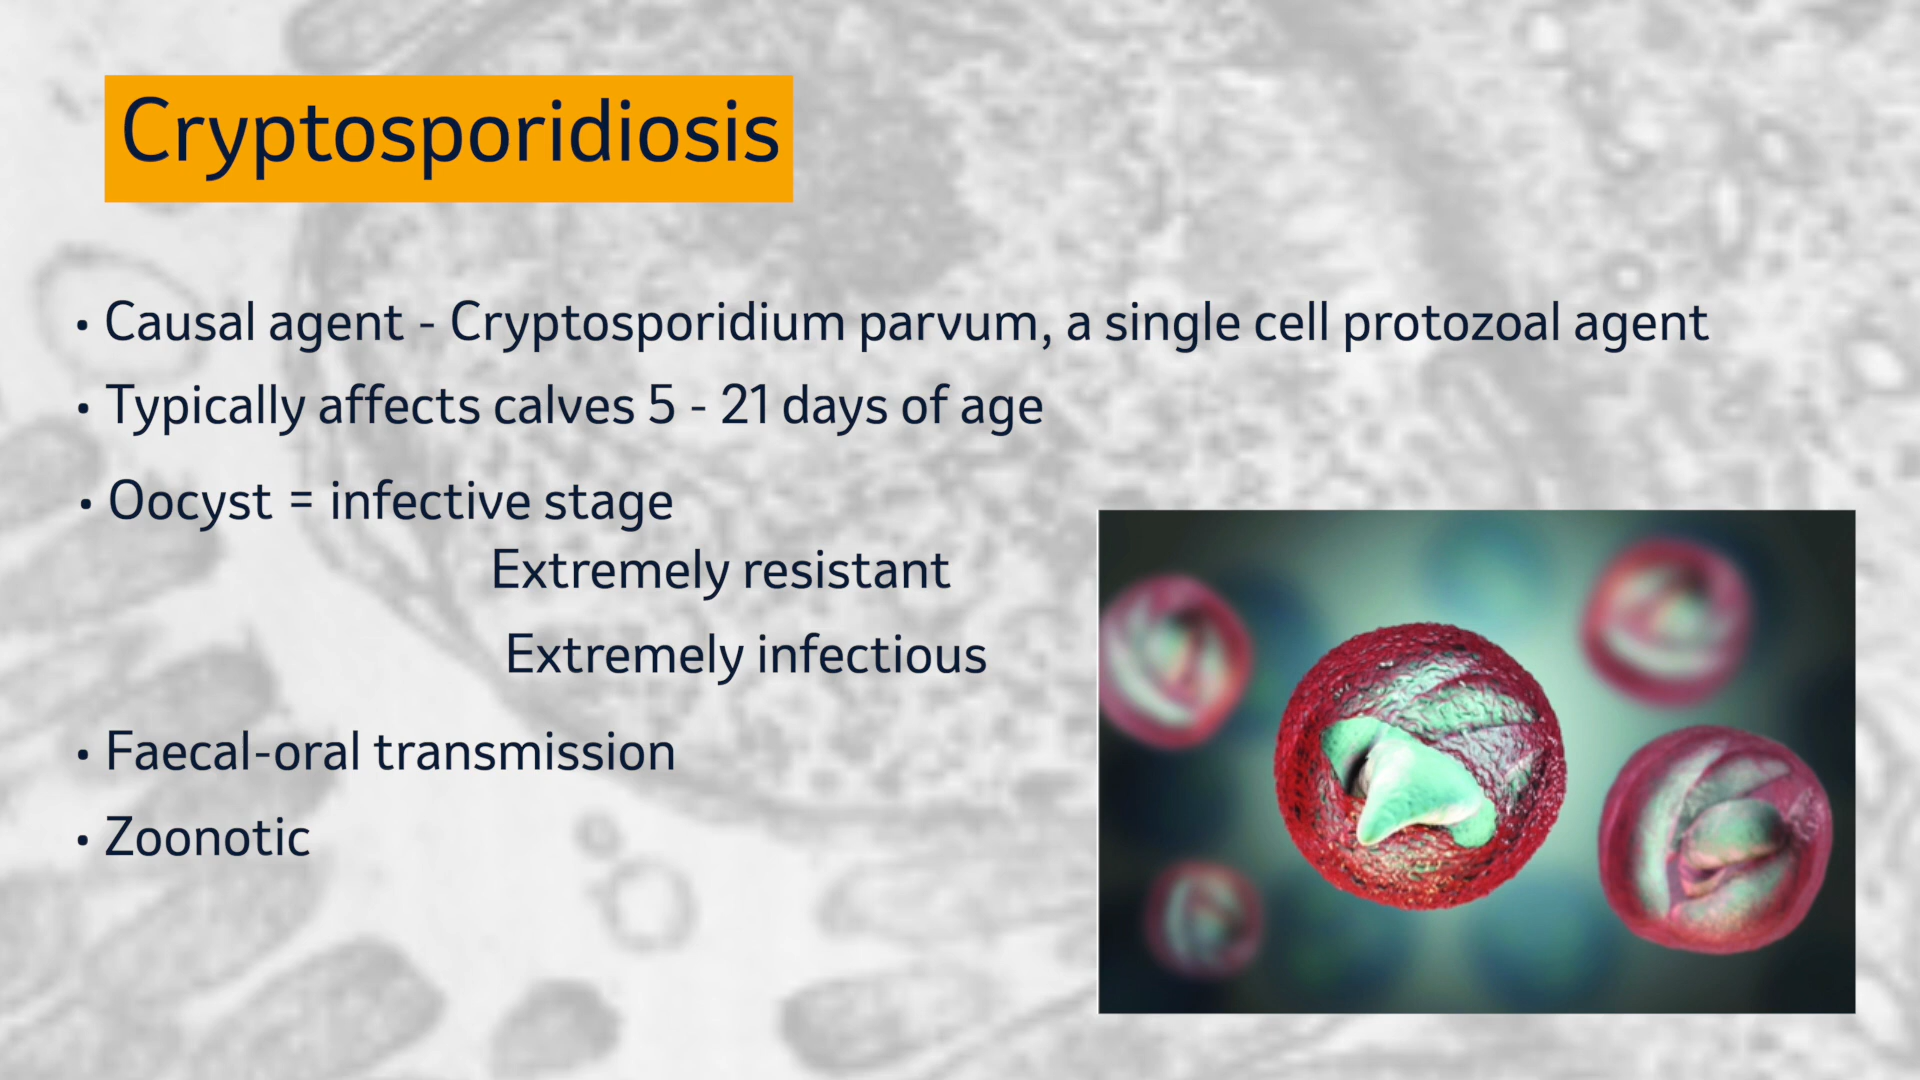 Cryptosporidiosis
• Causal agent - Cryptosporidium parvum, a single cell protozoal agent
• Typically affects calves 5 - 21 days of age
• Oocyst = infective stage
Extremely resistant
Extremely infectious
• Faecal-oral transmission
• Zoonotic